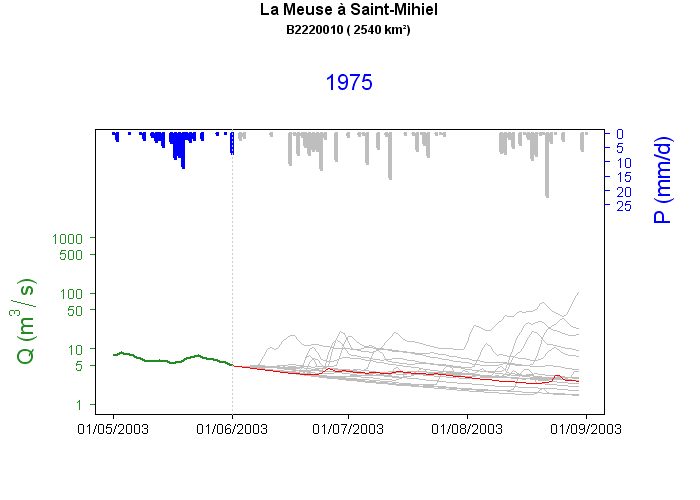 La Meuse à Saint-Mihiel
B2220010 ( 2540 km²)
1975
0
5
10
15
20
25
P (mm/d)
1000
500
100
50
10
5
1
Q (m³/ s)
01/05/2003 01/06/2003 01/07/2003 01/08/2003 01/09/2003